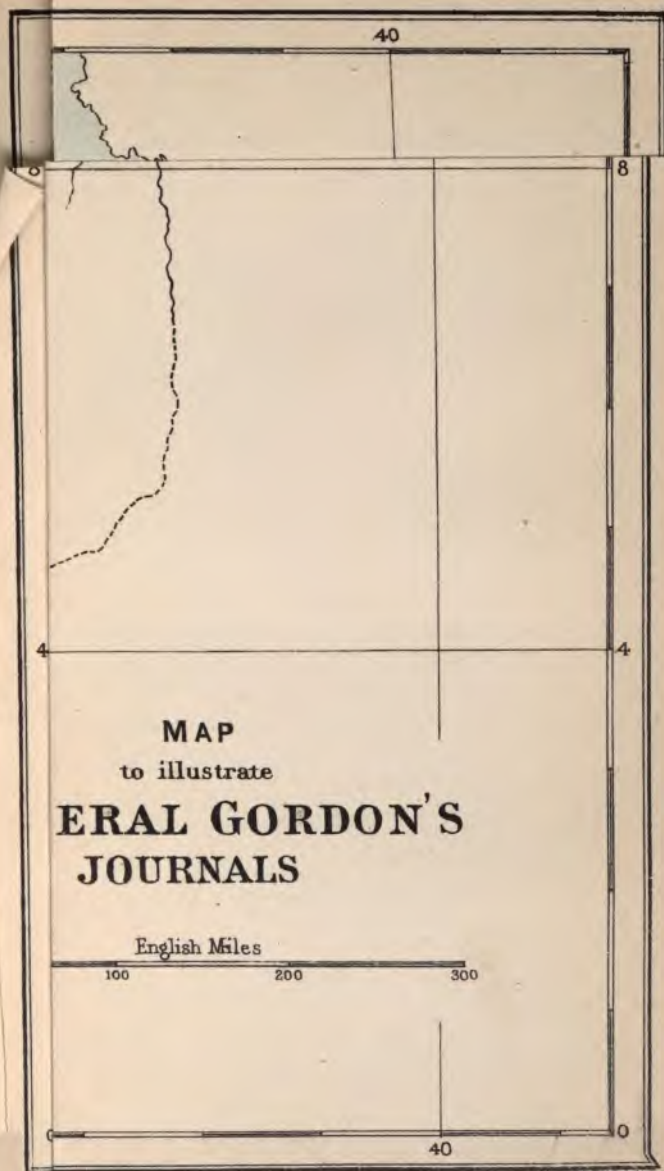 40
8 8
4 4
MAP
to illustrate
ERAL GORDON'S
JOURNALS
English Miles
100 200 300
0 0
40